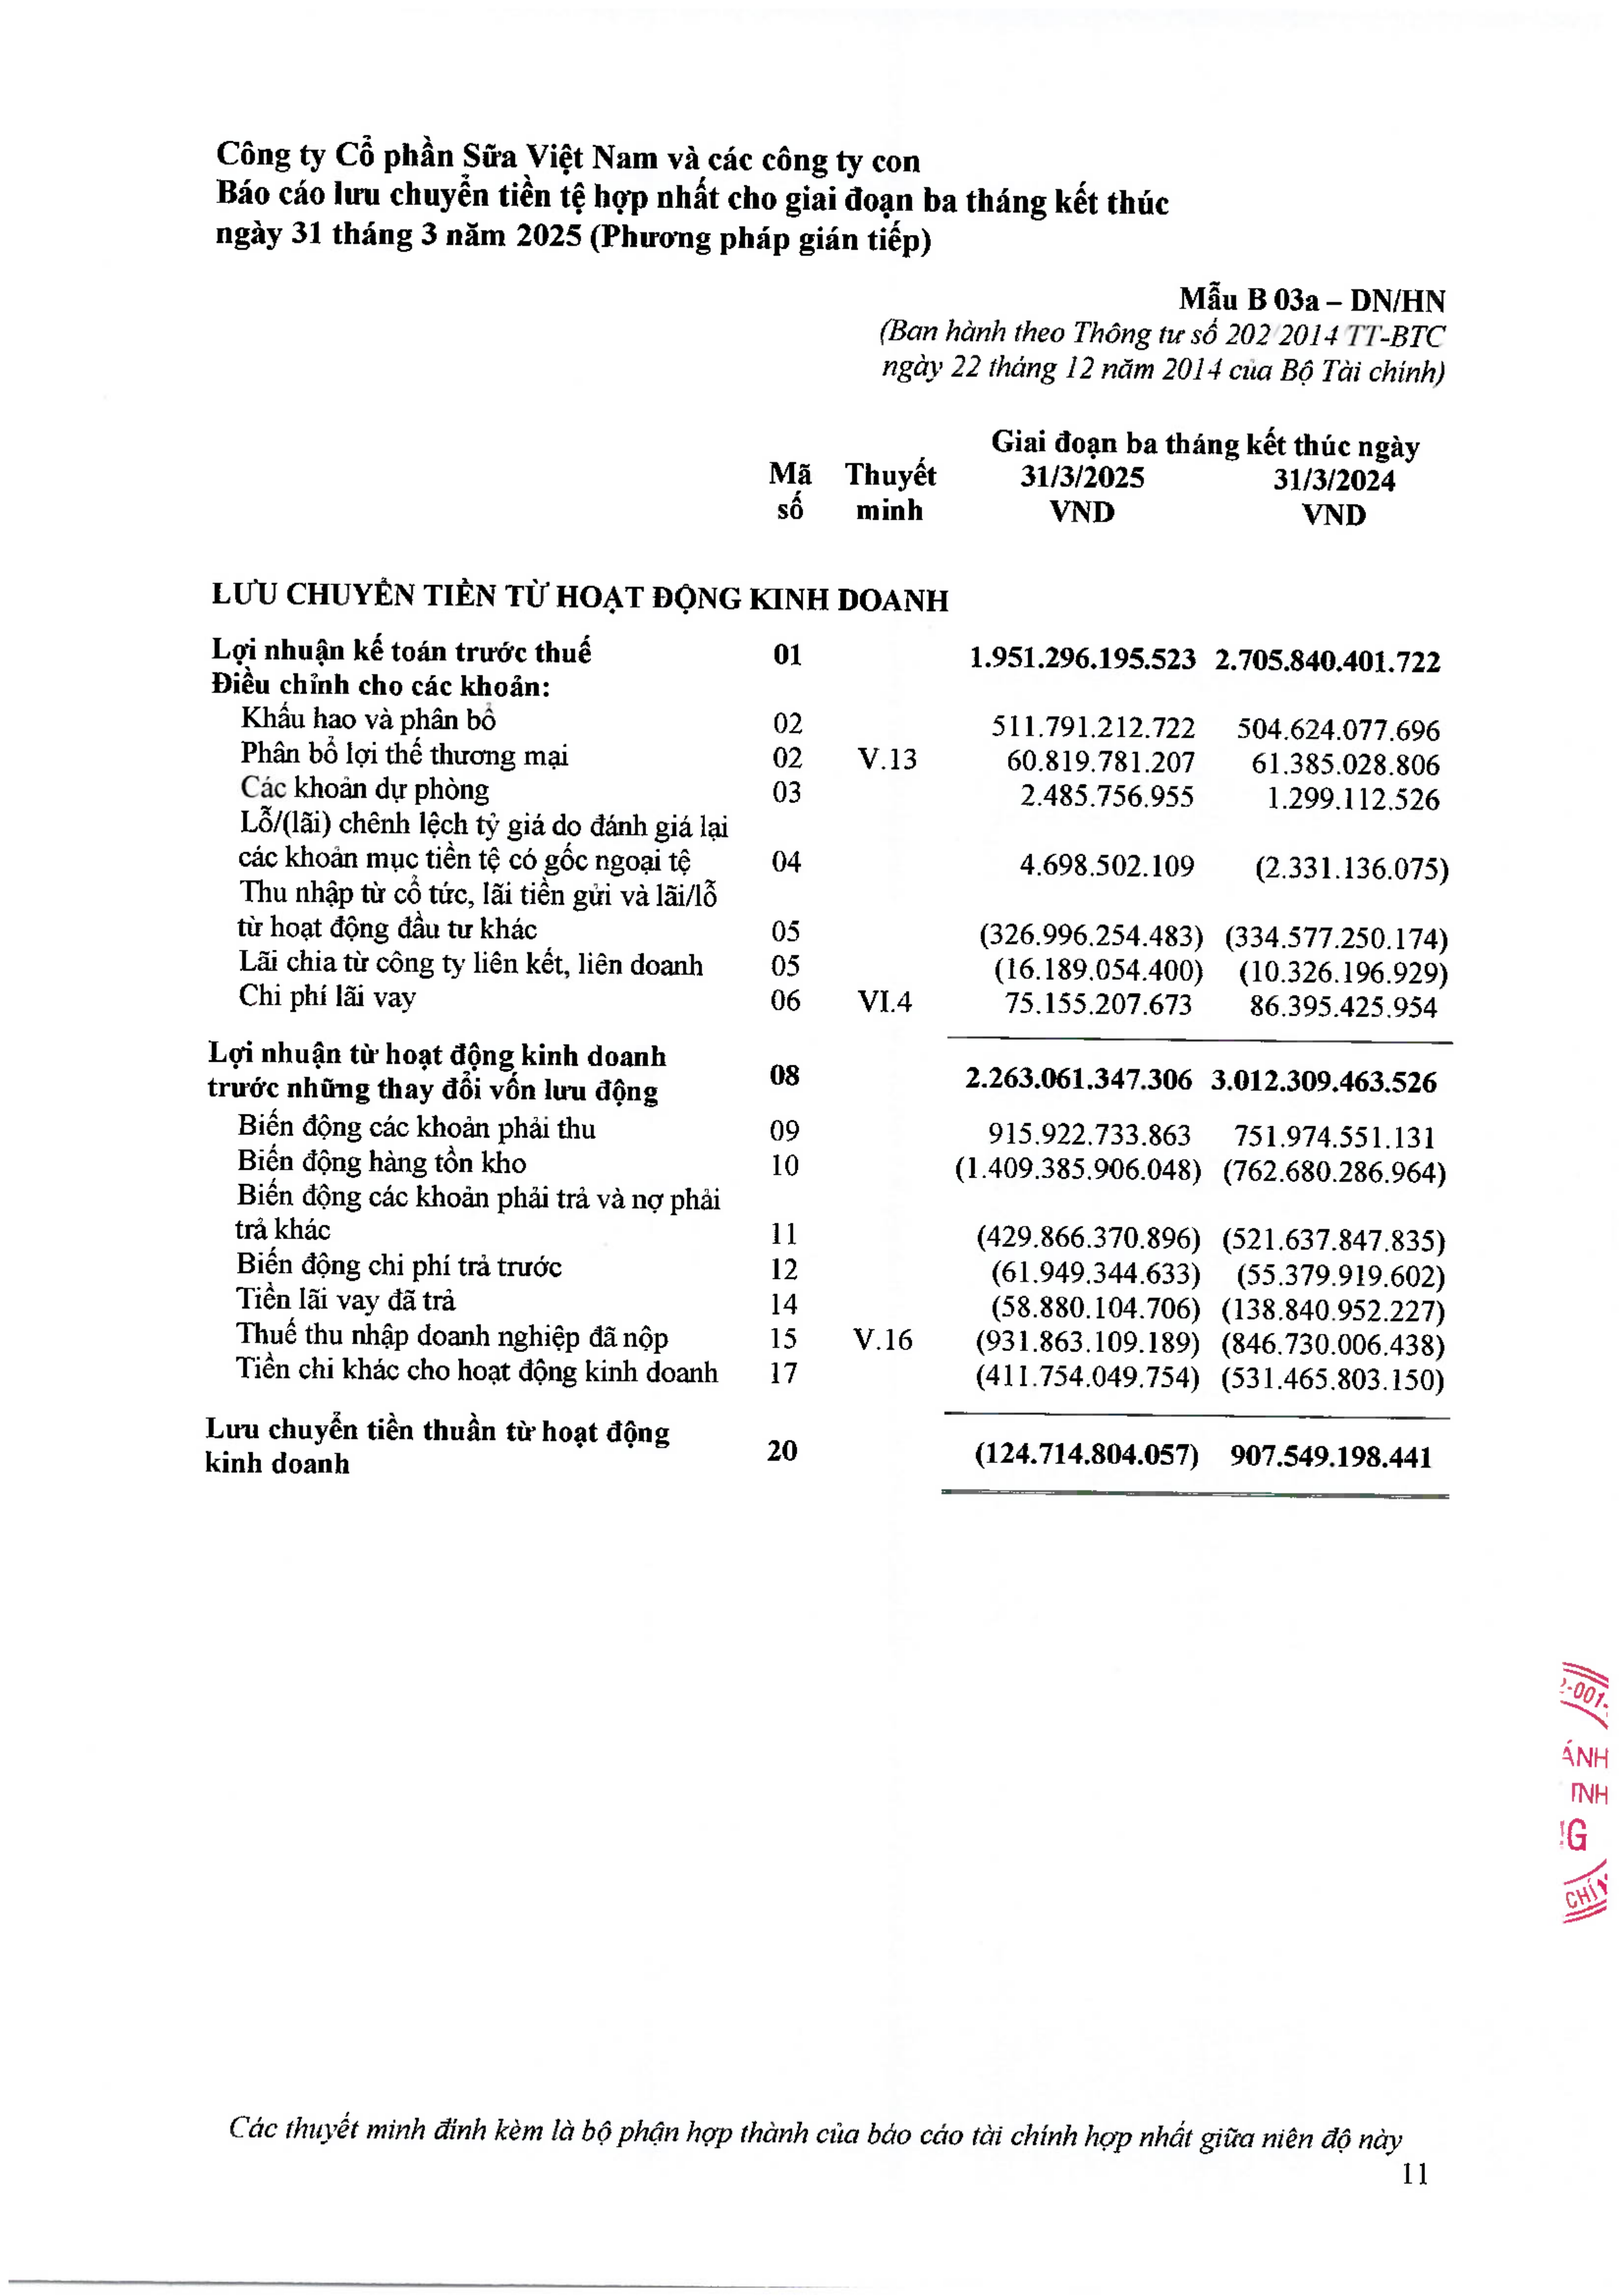 Công ty Cổ phần Sữa Việt Nam và các công ty con
Báo cáo lưu chuyển tiền tệ hợp nhất cho giai đoạn ba tháng kết thúc
ngày 31 tháng 3 năm 2025 (Phương pháp gián tiếp)
Mẫu B 03a – DN/HN
(Ban hành theo Thông tư số 202/2014/TT-BTC
ngày 22 tháng 12 năm 2014 của Bộ Tài chính)
Giai đoạn ba tháng kết thúc ngày
Mã Thuyết 31/3/2025 31/3/2024
số minh VND VND
LƯU CHUYỂN TIỀN TỪ HOẠT ĐỘNG KINH DOANH
Lợi nhuận kế toán trước thuế 01 1.951.296.195.523 2.705.840.401.722
Điều chỉnh cho các khoản:
Khấu hao và phân bổ 02 511.791.212.722 504.624.077.696
Phân bổ lợi thế thương mại 02 V.13 60.819.781.207 61.385.028.806
Các khoản dự phòng 03 2.485.756.955 1.299.112.526
Lỗ/(lãi) chênh lệch tỷ giá do đánh giá lại
các khoản mục tiền tệ có gốc ngoại tệ 04 4.698.502.109 (2.331.136.075)
Thu nhập từ cổ tức, lãi tiền gửi và lãi/lỗ
từ hoạt động đầu tư khác 05 (326.996.254.483) (334.577.250.174)
Lãi chia từ công ty liên kết, liên doanh 05 (16.189.054.400) (10.326.196.929)
Chi phí lãi vay 06 VI.4 75.155.207.673 86.395.425.954
Lợi nhuận từ hoạt động kinh doanh
trước những thay đổi vốn lưu động 08 2.263.061.347.306 3.012.309.463.526
Biến động các khoản phải thu 09 915.922.733.863 751.974.551.131
Biến động hàng tồn kho 10 (1.409.385.906.048) (762.680.286.964)
Biến động các khoản phải trả và nợ phải
trả khác 11 (429.866.370.896) (521.637.847.835)
Biến động chi phí trả trước 12 (61.949.344.633) (55.379.919.602)
Tiền lãi vay đã trả 14 (58.880.104.706) (138.840.952.227)
Thuế thu nhập doanh nghiệp đã nộp 15 V.16 (931.863.109.189) (846.730.006.438)
Tiền chi khác cho hoạt động kinh doanh 17 (411.754.049.754) (531.465.803.150)
Lưu chuyển tiền thuần từ hoạt động
kinh doanh 20 (124.714.804.057) 907.549.198.441
-001-
ÁNH
NH
G
CHÍ
Các thuyết minh đính kèm là bộ phận hợp thành của báo cáo tài chính hợp nhất giữa niên độ này
11